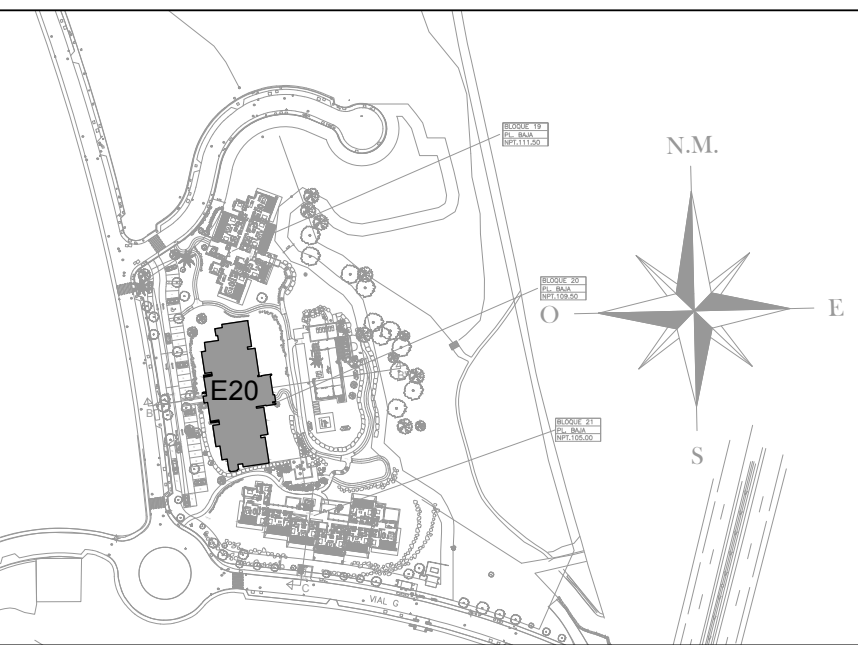 BLOQUE 19
PL. BAJA
NPT.111.50
N.M.
BLOQUE 20
PL. BAJA
NPT.109.50
O
E
E20
B
B
BLOQUE 21
PL. BAJA
NPT.105.00
S
C
VIAL G